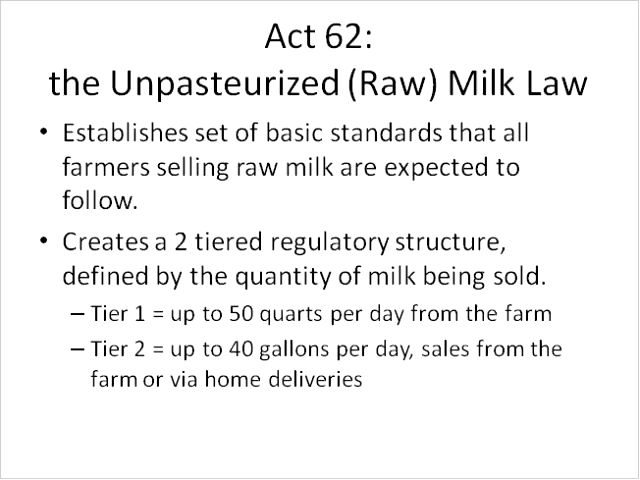 Act 62:
the Unpasteurized (Raw) Milk Law
• Establishes set of basic standards that all
farmers selling raw milk are expected to
follow.
• Creates a 2 tiered regulatory structure,
defined by the quantity of milk being sold.
– Tier 1 = up to 50 quarts per day from the farm
– Tier 2 = up to 40 gallons per day, sales from the
farm or via home deliveries